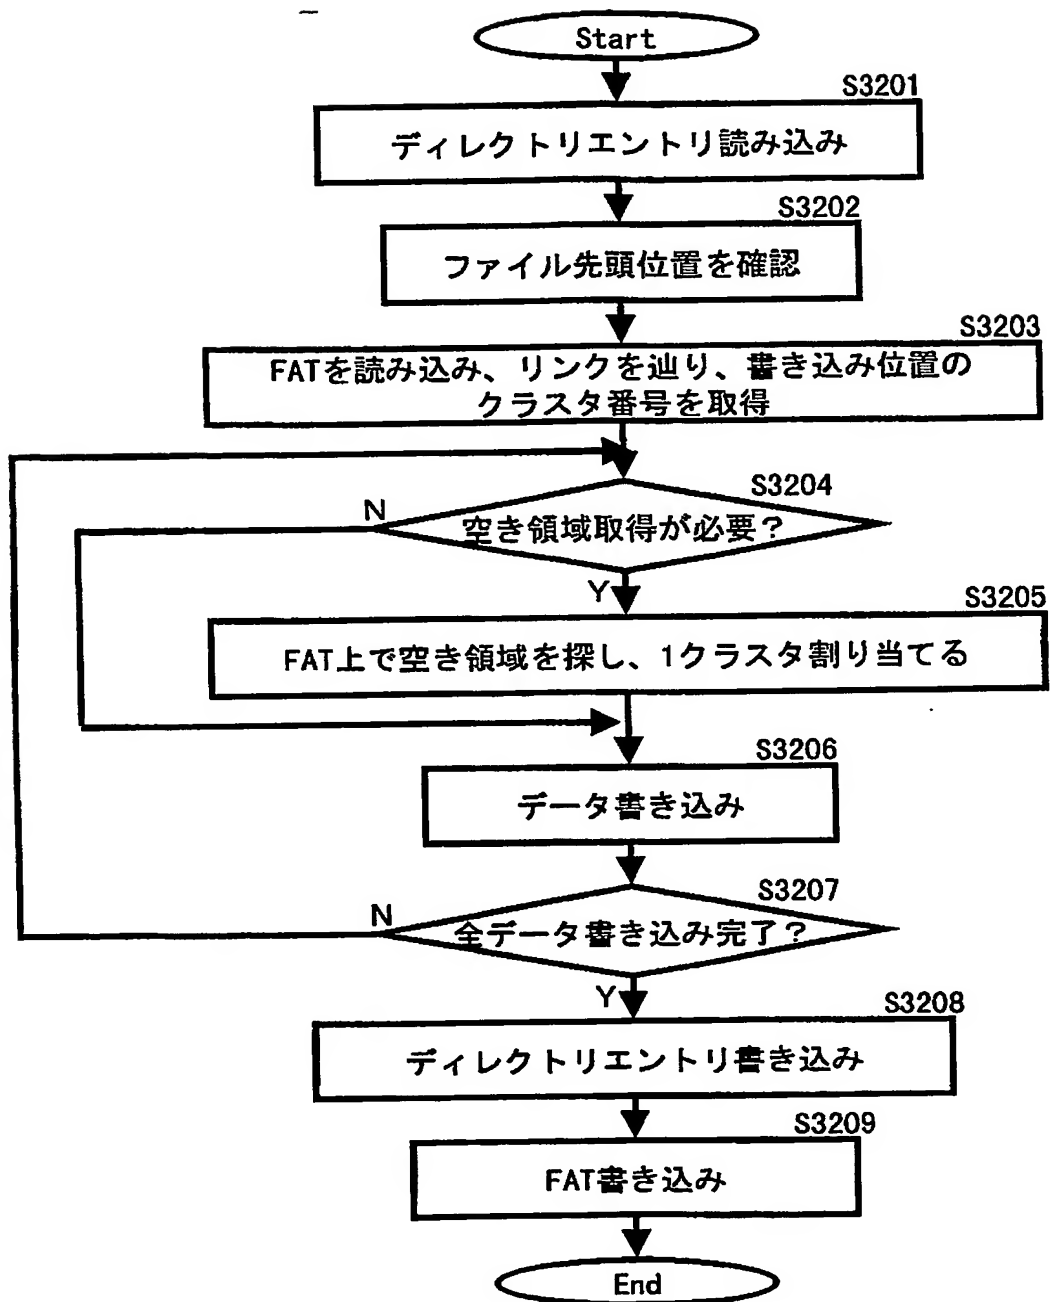 Start
S3201
ディレクトリエントリ読み込み
S3202
ファイル先頭位置を確認
S3203
FATを読み込み、リンクを辿り、書き込み位置の
クラスタ番号を取得
S3204
N
空き領域取得が必要?
Y
S3205
FAT上で空き領域を探し、1クラスタ割り当てる
S3206
データ書き込み
S3207
N
全データ書き込み完了?
Y
S3208
ディレクトリエントリ書き込み
S3209
FAT書き込み
End